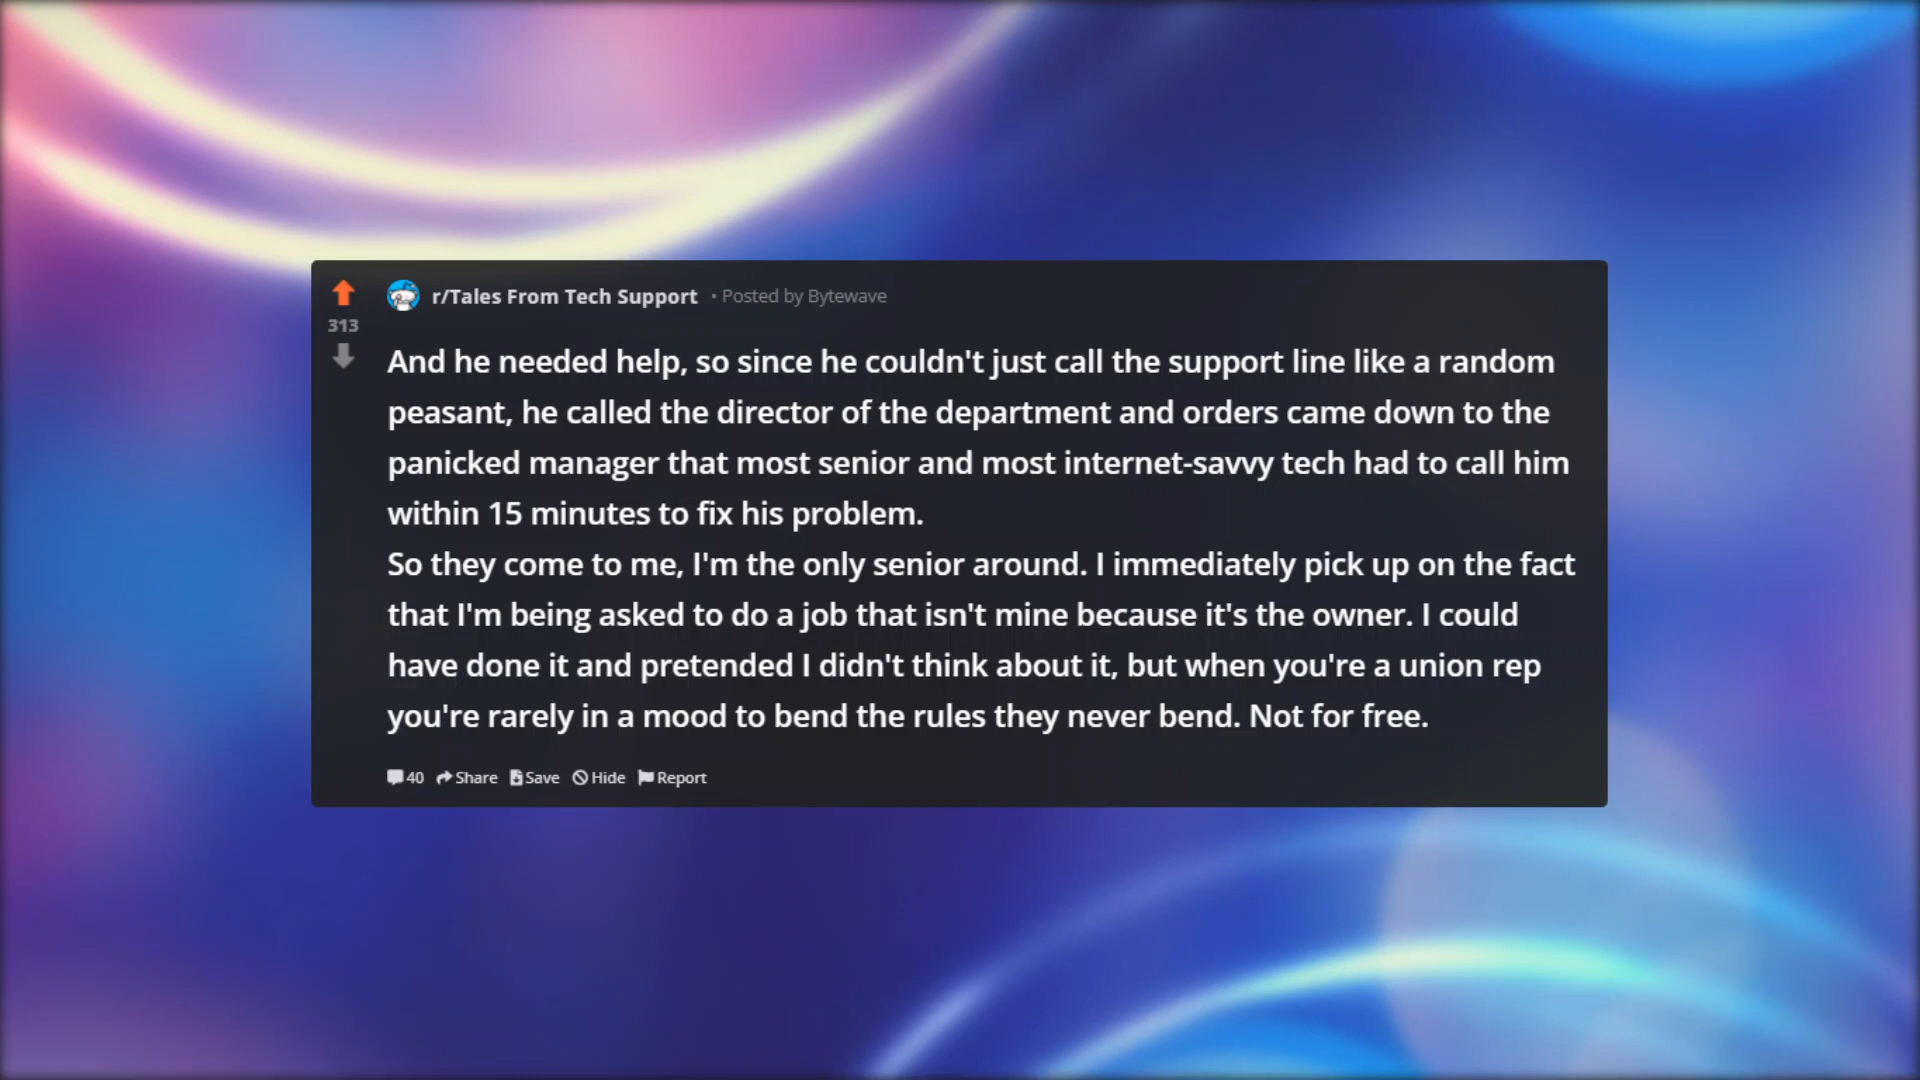 r/Tales From Tech Support • Posted by Bytewave
313
And he needed help, so since he couldn't just call the support line like a random
peasant, he called the director of the department and orders came down to the
panicked manager that most senior and most internet-savvy tech had to call him
within 15 minutes to fix his problem.
So they come to me, I'm the only senior around. I immediately pick up on the fact
that I'm being asked to do a job that isn't mine because it's the owner. I could
have done it and pretended I didn't think about it, but when you're a union rep
you're rarely in a mood to bend the rules they never bend. Not for free.
40 Share Save Hide Report